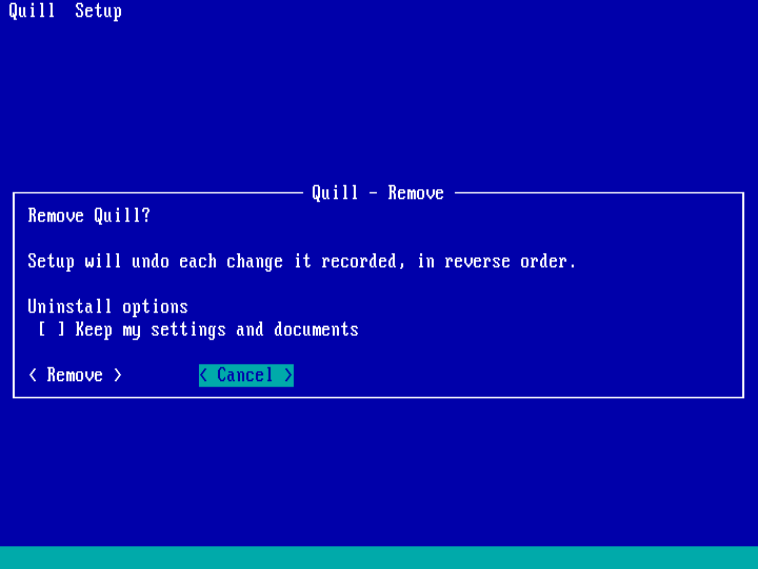 Quill  Setup
Quill - Remove
Remove Quill?
Setup will undo each change it recorded, in reverse order.
Uninstall options
[ ] Keep my settings and documents
< Remove >        < Cancel >